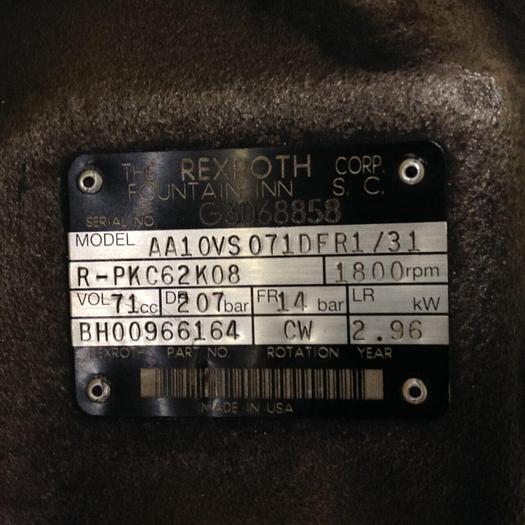 THE REXROTH CORP.
FOUNTAIN INN S. C.
SERIAL NO. G3068858
MODEL AA10VSO71DFR1/31
R-PKC62K08 1800rpm
VOL 71cc DP 207bar FR 14 bar LR kW
BH00966164 CW 2.96
REXROTH PART NO. ROTATION YEAR
MADE IN USA